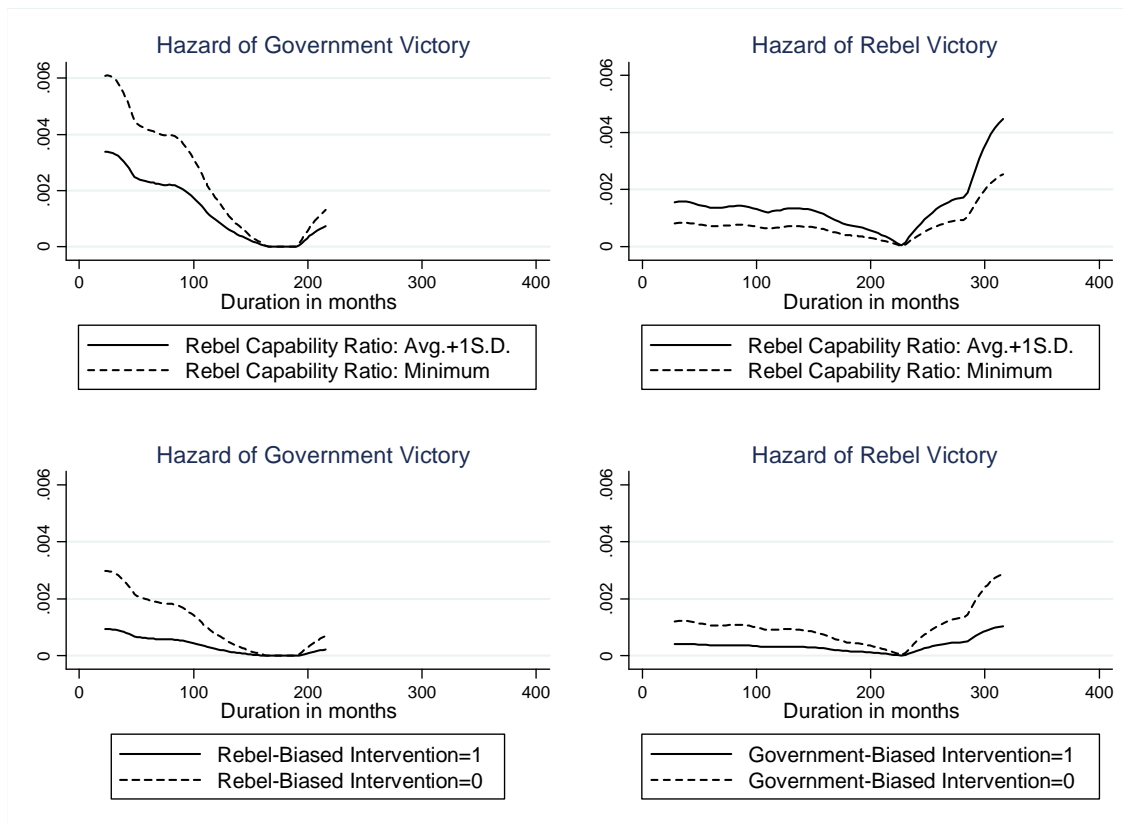 Hazard of Government Victory
.006
.004
.002
0
0 100 200 300 400
Duration in months
Rebel Capability Ratio: Avg.+1S.D.
Rebel Capability Ratio: Minimum
Hazard of Rebel Victory
.006
.004
.002
0
0 100 200 300 400
Duration in months
Rebel Capability Ratio: Avg.+1S.D.
Rebel Capability Ratio: Minimum
Hazard of Government Victory
.006
.004
.002
0
0 100 200 300 400
Duration in months
Rebel-Biased Intervention=1
Rebel-Biased Intervention=0
Hazard of Rebel Victory
.006
.004
.002
0
0 100 200 300 400
Duration in months
Government-Biased Intervention=1
Government-Biased Intervention=0